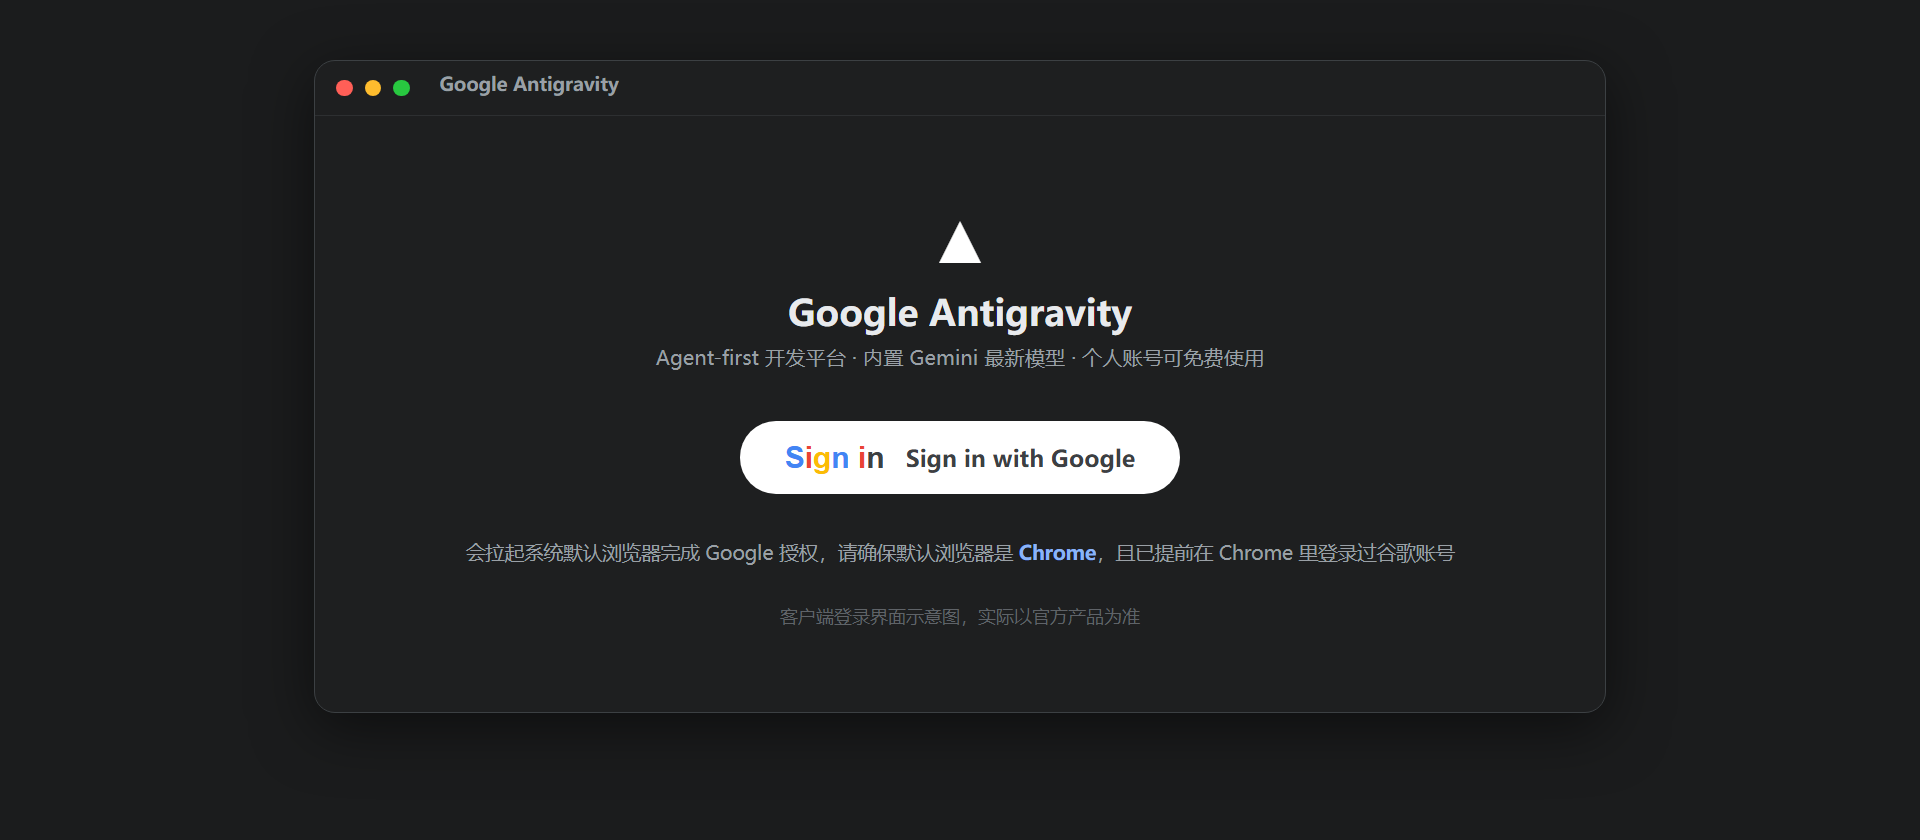 Google Antigravity
Google Antigravity
Agent-first 开发平台 · 内置 Gemini 最新模型 · 个人账号可免费使用
Sign in Sign in with Google
会拉起系统默认浏览器完成 Google 授权，请确保默认浏览器是 Chrome，且已提前在 Chrome 里登录过谷歌账号
客户端登录界面示意图，实际以官方产品为准